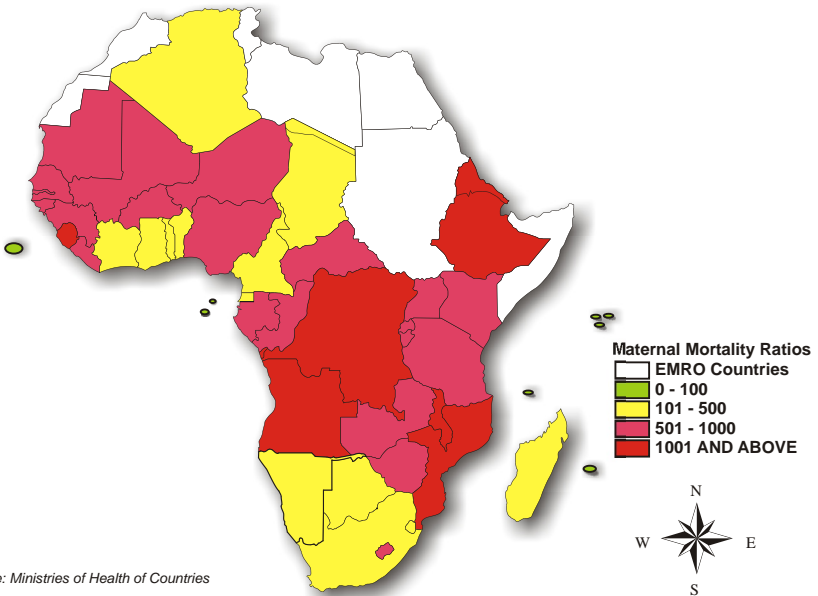 Maternal Mortality Ratios
EMRO Countries
0 - 100
101 - 500
501 - 1000
1001 AND ABOVE
N
W E
S
: Ministries of Health of Countries